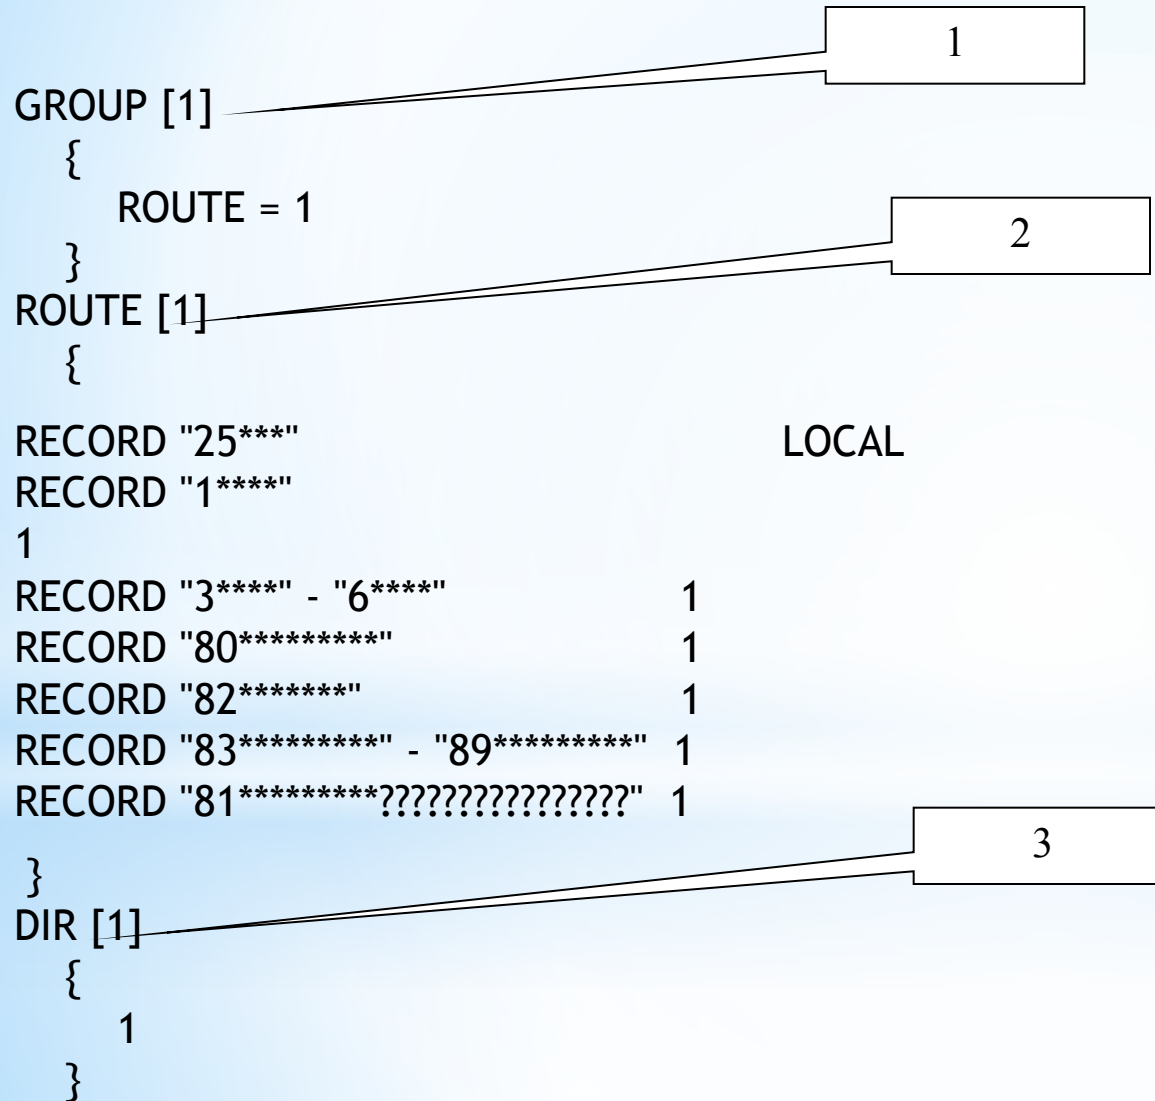 1
GROUP [1]
{
ROUTE = 1
2
}
ROUTE [1]
{
RECORD "25***" LOCAL
RECORD "1****"
1
RECORD "3****" - "6****" 1
RECORD "80*********" 1
RECORD "82*******" 1
RECORD "83*********" - "89*********" 1
RECORD "81*********????????????????" 1
3
}
DIR [1]
{
1
}